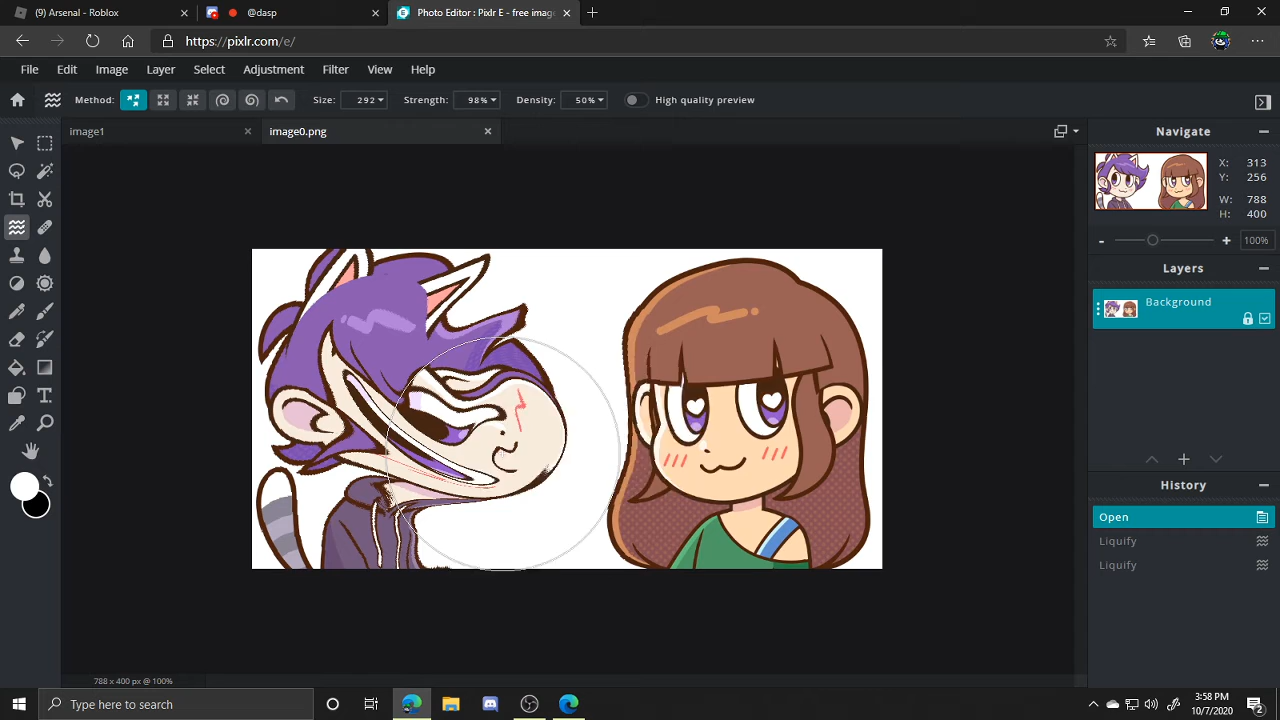 (9) Arsenal - Roblox
@dasp
Photo Editor : Pixlr E - free imag
https://pixlr.com/e/
File Edit Image Layer Select Adjustment Filter View Help
Method: Size: 292 Strength: 98% Density: 50% High quality preview
image1
image0.png
Navigate
X: 313
Y: 256
W: 788
H: 400
100%
Layers
Background
History
Open
Liquify
Liquify
788 x 400 px @ 100%
Type here to search
3:58 PM
10/7/2020
2